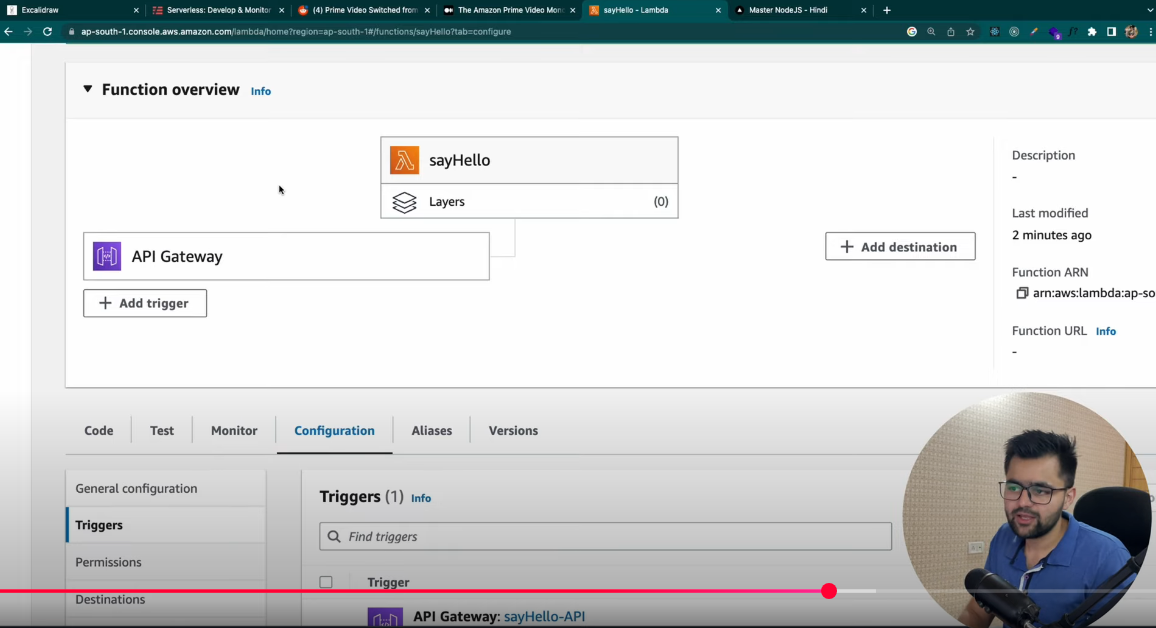 Excalidraw
Serverless: Develop & Monitor
(4) Prime Video Switched from
The Amazon Prime Video Mon
sayHello - Lambda
Master NodeJS - Hindi
ap-south-1.console.aws.amazon.com/lambda/home?region=ap-south-1#/functions/sayHello?tab=configure
Function overview Info
sayHello
Layers (0)
API Gateway
+ Add trigger
+ Add destination
Description
-
Last modified
2 minutes ago
Function ARN
arn:aws:lambda:ap-so
Function URL Info
-
Code Test Monitor Configuration Aliases Versions
General configuration
Triggers
Permissions
Destinations
Triggers (1) Info
Find triggers
Trigger
API Gateway: sayHello-API